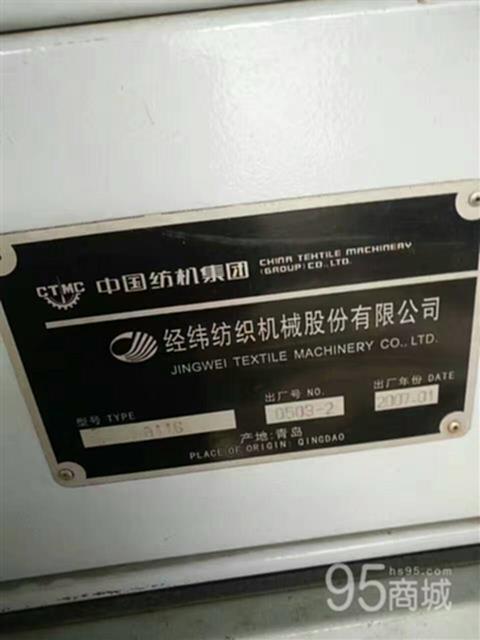 CTMC 中国纺机集团 CHINA TEXTILE MACHINERY
(GROUP) CO., LTD.
经纬纺织机械股份有限公司
JINGWEI TEXTILE MACHINERY CO., LTD.
型号 TYPE 出厂号 NO. 出厂年份 DATE
0503-2 2007-01
产地:青岛
PLACE OF ORIGIN: QINGDAO
hs95.com
95商城